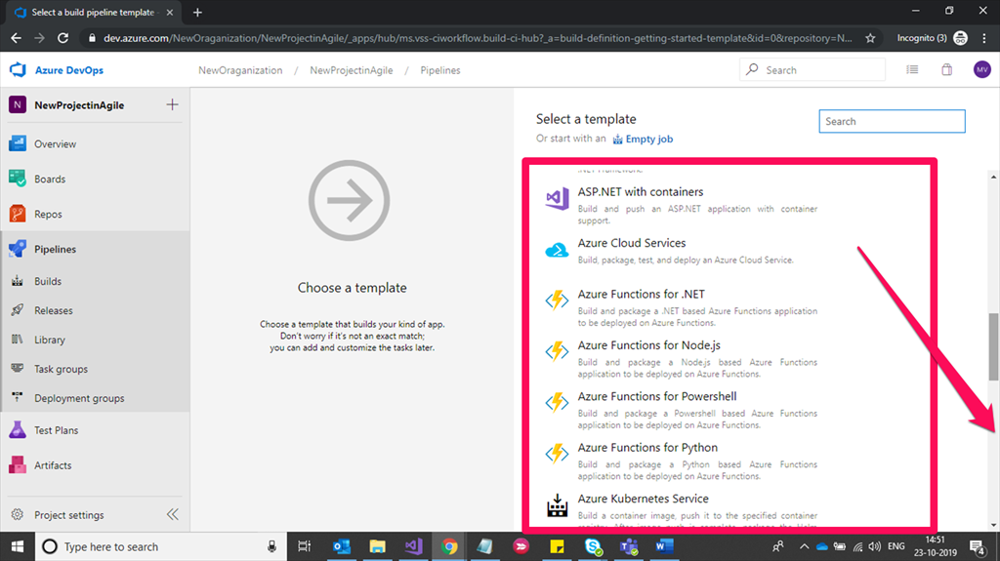 Select a build pipeline template -
dev.azure.com/NewOraganization/NewProjectinAgile/_apps/hub/ms.vss-ciworkflow.build-ci-hub?_a=build-definition-getting-started-template&id=0&repository=N...
Incognito (3)
Azure DevOps
NewOraganization / NewProjectinAgile / Pipelines
Search
MV
N NewProjectinAgile
Overview
Boards
Repos
Pipelines
Builds
Releases
Library
Task groups
Deployment groups
Test Plans
Artifacts
Project settings
Choose a template
Choose a template that builds your kind of app.
Don't worry if it's not an exact match;
you can add and customize the tasks later.
Select a template
Or start with an Empty job
Search
.NET Framework.
ASP.NET with containers
Build and push an ASP.NET application with container
support.
Azure Cloud Services
Build, package, test, and deploy an Azure Cloud Service.
Azure Functions for .NET
Build and package a .NET based Azure Functions application
to be deployed on Azure Functions.
Azure Functions for Node.js
Build and package a Node.js based Azure Functions
application to be deployed on Azure Functions.
Azure Functions for Powershell
Build and package a Powershell based Azure Functions
application to be deployed on Azure Functions.
Azure Functions for Python
Build and package a Python based Azure Functions
application to be deployed on Azure Functions.
Azure Kubernetes Service
Build a container image, push it to the specified container
registry. After image push is complete, package the Helm
Type here to search
ENG
14:51
23-10-2019
4